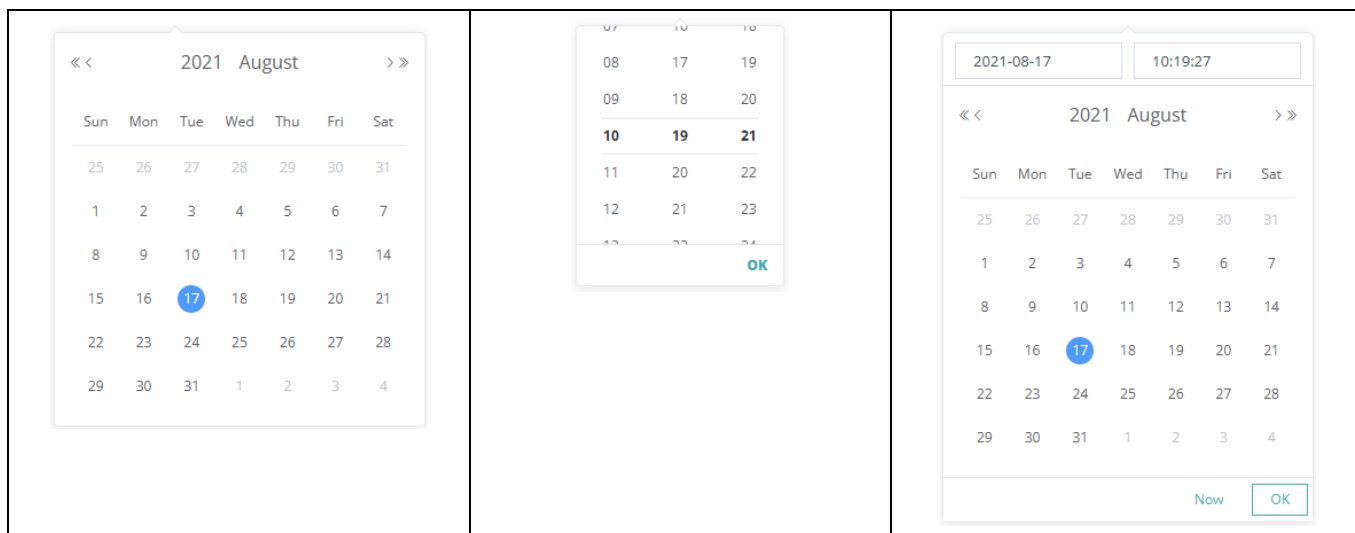 « < 2021 August > »
Sun Mon Tue Wed Thu Fri Sat
25 26 27 28 29 30 31
1 2 3 4 5 6 7
8 9 10 11 12 13 14
15 16 17 18 19 20 21
22 23 24 25 26 27 28
29 30 31 1 2 3 4
08 17 19
09 18 20
10 19 21
11 20 22
12 21 23
OK
2021-08-17 10:19:27
« < 2021 August > »
Sun Mon Tue Wed Thu Fri Sat
25 26 27 28 29 30 31
1 2 3 4 5 6 7
8 9 10 11 12 13 14
15 16 17 18 19 20 21
22 23 24 25 26 27 28
29 30 31 1 2 3 4
Now OK